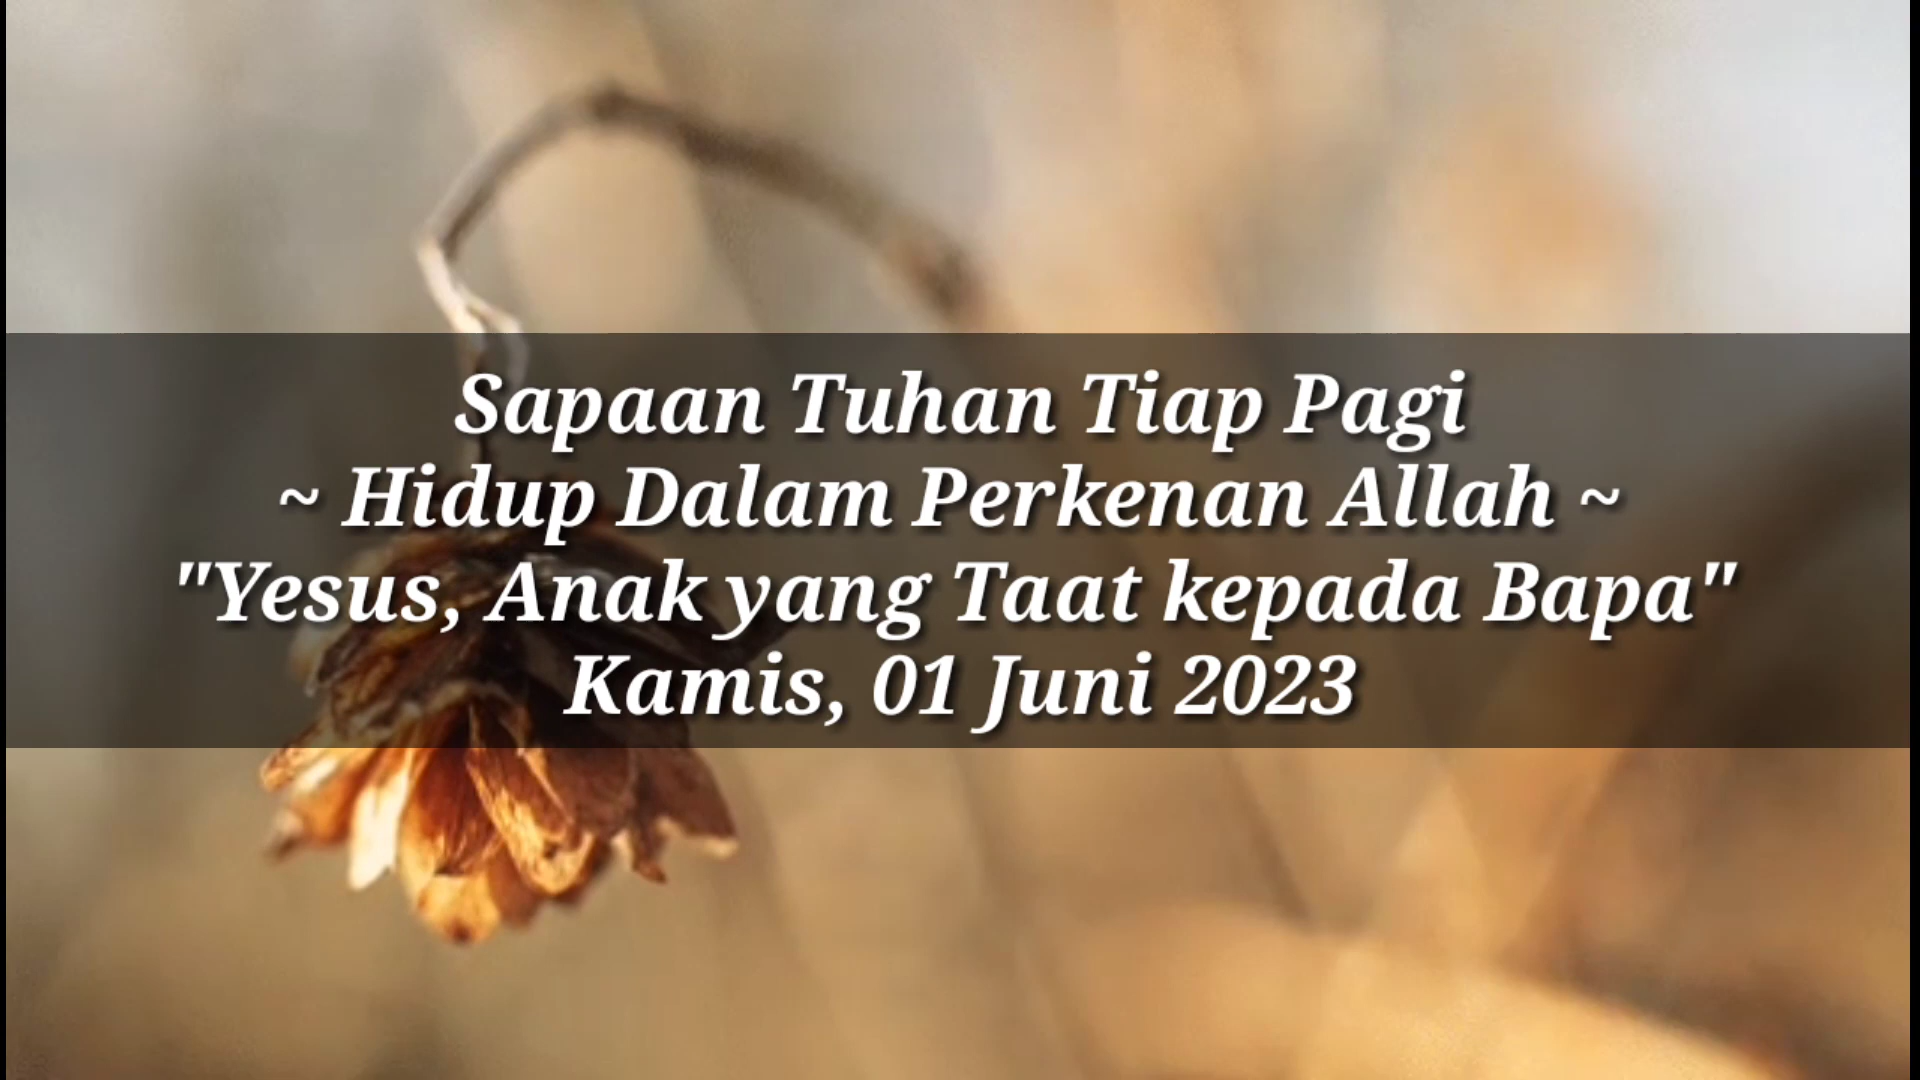 Sapaan Tuhan Tiap Pagi
~ Hidup Dalam Perkenan Allah ~
"Yesus, Anak yang Taat kepada Bapa"
Kamis, 01 Juni 2023